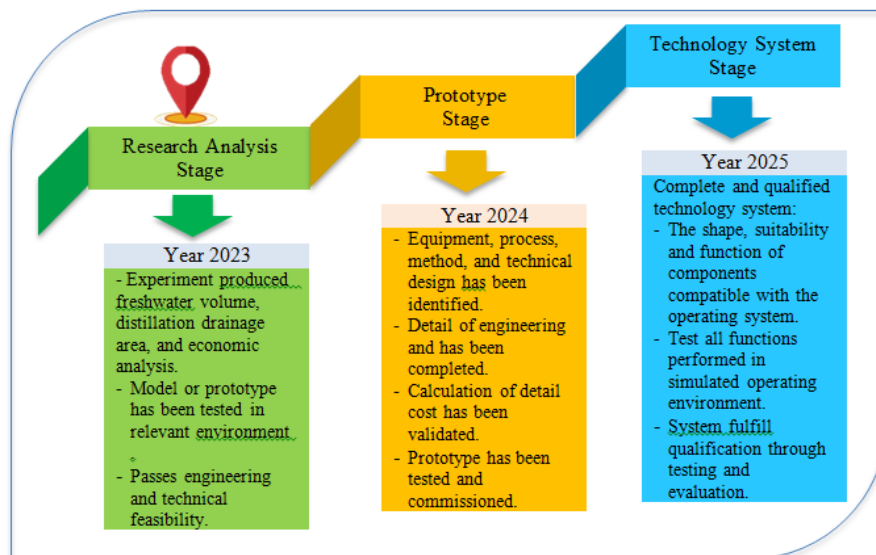 Research Analysis
Stage
Year 2023
- Experiment produced
freshwater volume,
distillation drainage
area, and economic
analysis.
- Model or prototype
has been tested in
relevant environment
.
- Passes engineering
and technical
feasibility.
Prototype
Stage
Year 2024
- Equipment, process,
method, and technical
design has been
identified.
- Detail of engineering
and has been
completed.
- Calculation of detail
cost has been
validated.
- Prototype has been
tested and
commissioned.
Technology System
Stage
Year 2025
Complete and qualified
technology system:
- The shape, suitability
and function of
components
compatible with the
operating system.
- Test all functions
performed in
simulated operating
environment.
- System fulfill
qualification through
testing and
evaluation.